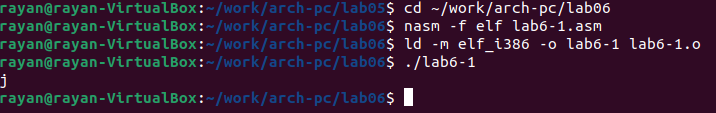 rayan@rayan-VirtualBox:~/work/arch-pc/lab05$ cd ~/work/arch-pc/lab06
rayan@rayan-VirtualBox:~/work/arch-pc/lab06$ nasm -f elf lab6-1.asm
rayan@rayan-VirtualBox:~/work/arch-pc/lab06$ ld -m elf_i386 -o lab6-1 lab6-1.o
rayan@rayan-VirtualBox:~/work/arch-pc/lab06$ ./lab6-1
j
rayan@rayan-VirtualBox:~/work/arch-pc/lab06$